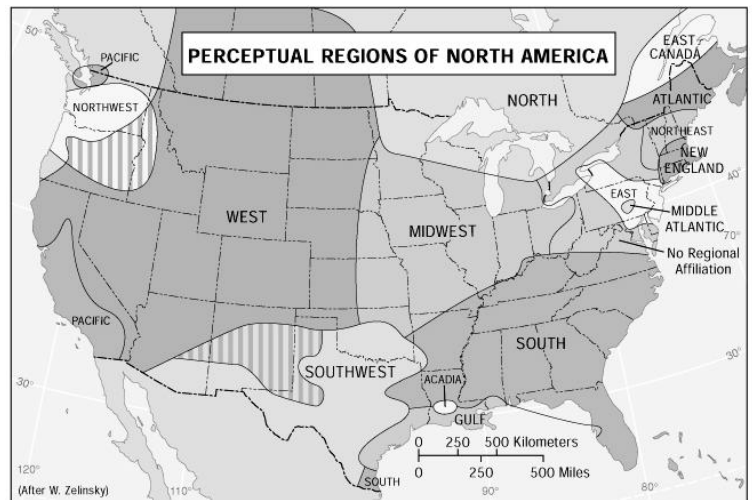 PERCEPTUAL REGIONS OF NORTH AMERICA
50°
PACIFIC
EAST
CANADA
NORTH
ATLANTIC
NORTHWEST
NORTHEAST
NEW
ENGLAND
40°
EAST
WEST
MIDWEST
MIDDLE
ATLANTIC
70°
No Regional
Affiliation
PACIFIC
SOUTH
SOUTHWEST
30°
ACADIA
30°
GULF
0 250 500 Kilometers
0 250 500 Miles
120°
SOUTH
(After W. Zelinsky)
110°
90°
80°